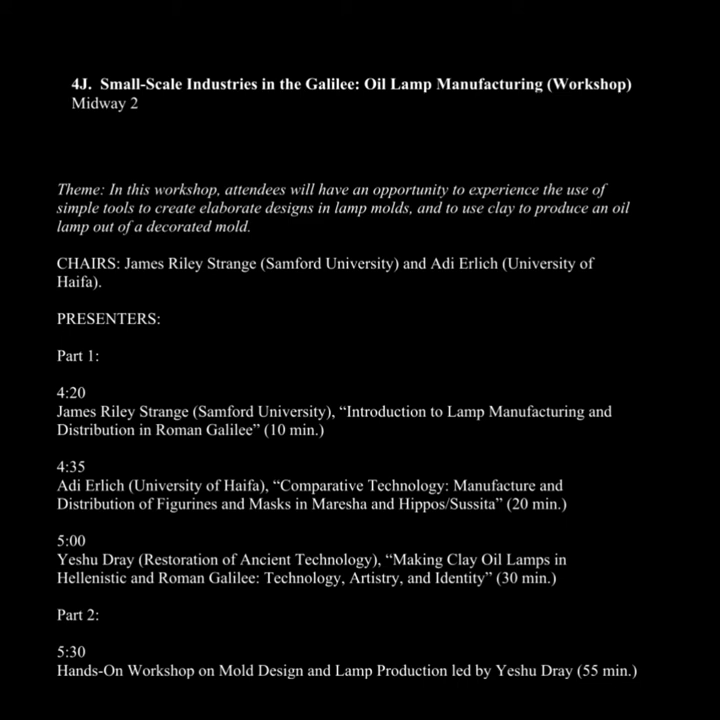 4J. Small-Scale Industries in the Galilee: Oil Lamp Manufacturing (Workshop)
Midway 2
Theme: In this workshop, attendees will have an opportunity to experience the use of
simple tools to create elaborate designs in lamp molds, and to use clay to produce an oil
lamp out of a decorated mold.
CHAIRS: James Riley Strange (Samford University) and Adi Erlich (University of
Haifa).
PRESENTERS:
Part 1:
4:20
James Riley Strange (Samford University), “Introduction to Lamp Manufacturing and
Distribution in Roman Galilee” (10 min.)
4:35
Adi Erlich (University of Haifa), “Comparative Technology: Manufacture and
Distribution of Figurines and Masks in Maresha and Hippos/Sussita” (20 min.)
5:00
Yeshu Dray (Restoration of Ancient Technology), “Making Clay Oil Lamps in
Hellenistic and Roman Galilee: Technology, Artistry, and Identity” (30 min.)
Part 2:
5:30
Hands-On Workshop on Mold Design and Lamp Production led by Yeshu Dray (55 min.)